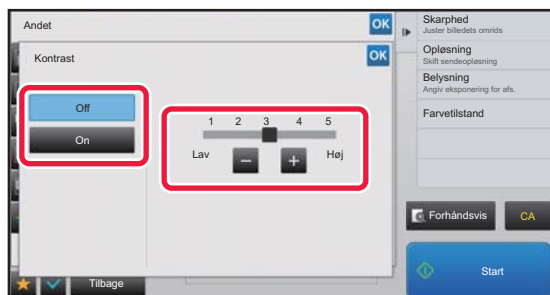 Andet
OK
Kontrast
OK
Off
On
1 2 3 4 5
Lav
Høj
Tilbage
Skarphed
Juster billedets omrids
Opløsning
Skift sendeopløsning
Belysning
Angiv eksponering for afs.
Farvetilstand
Forhåndsvis
CA
Start